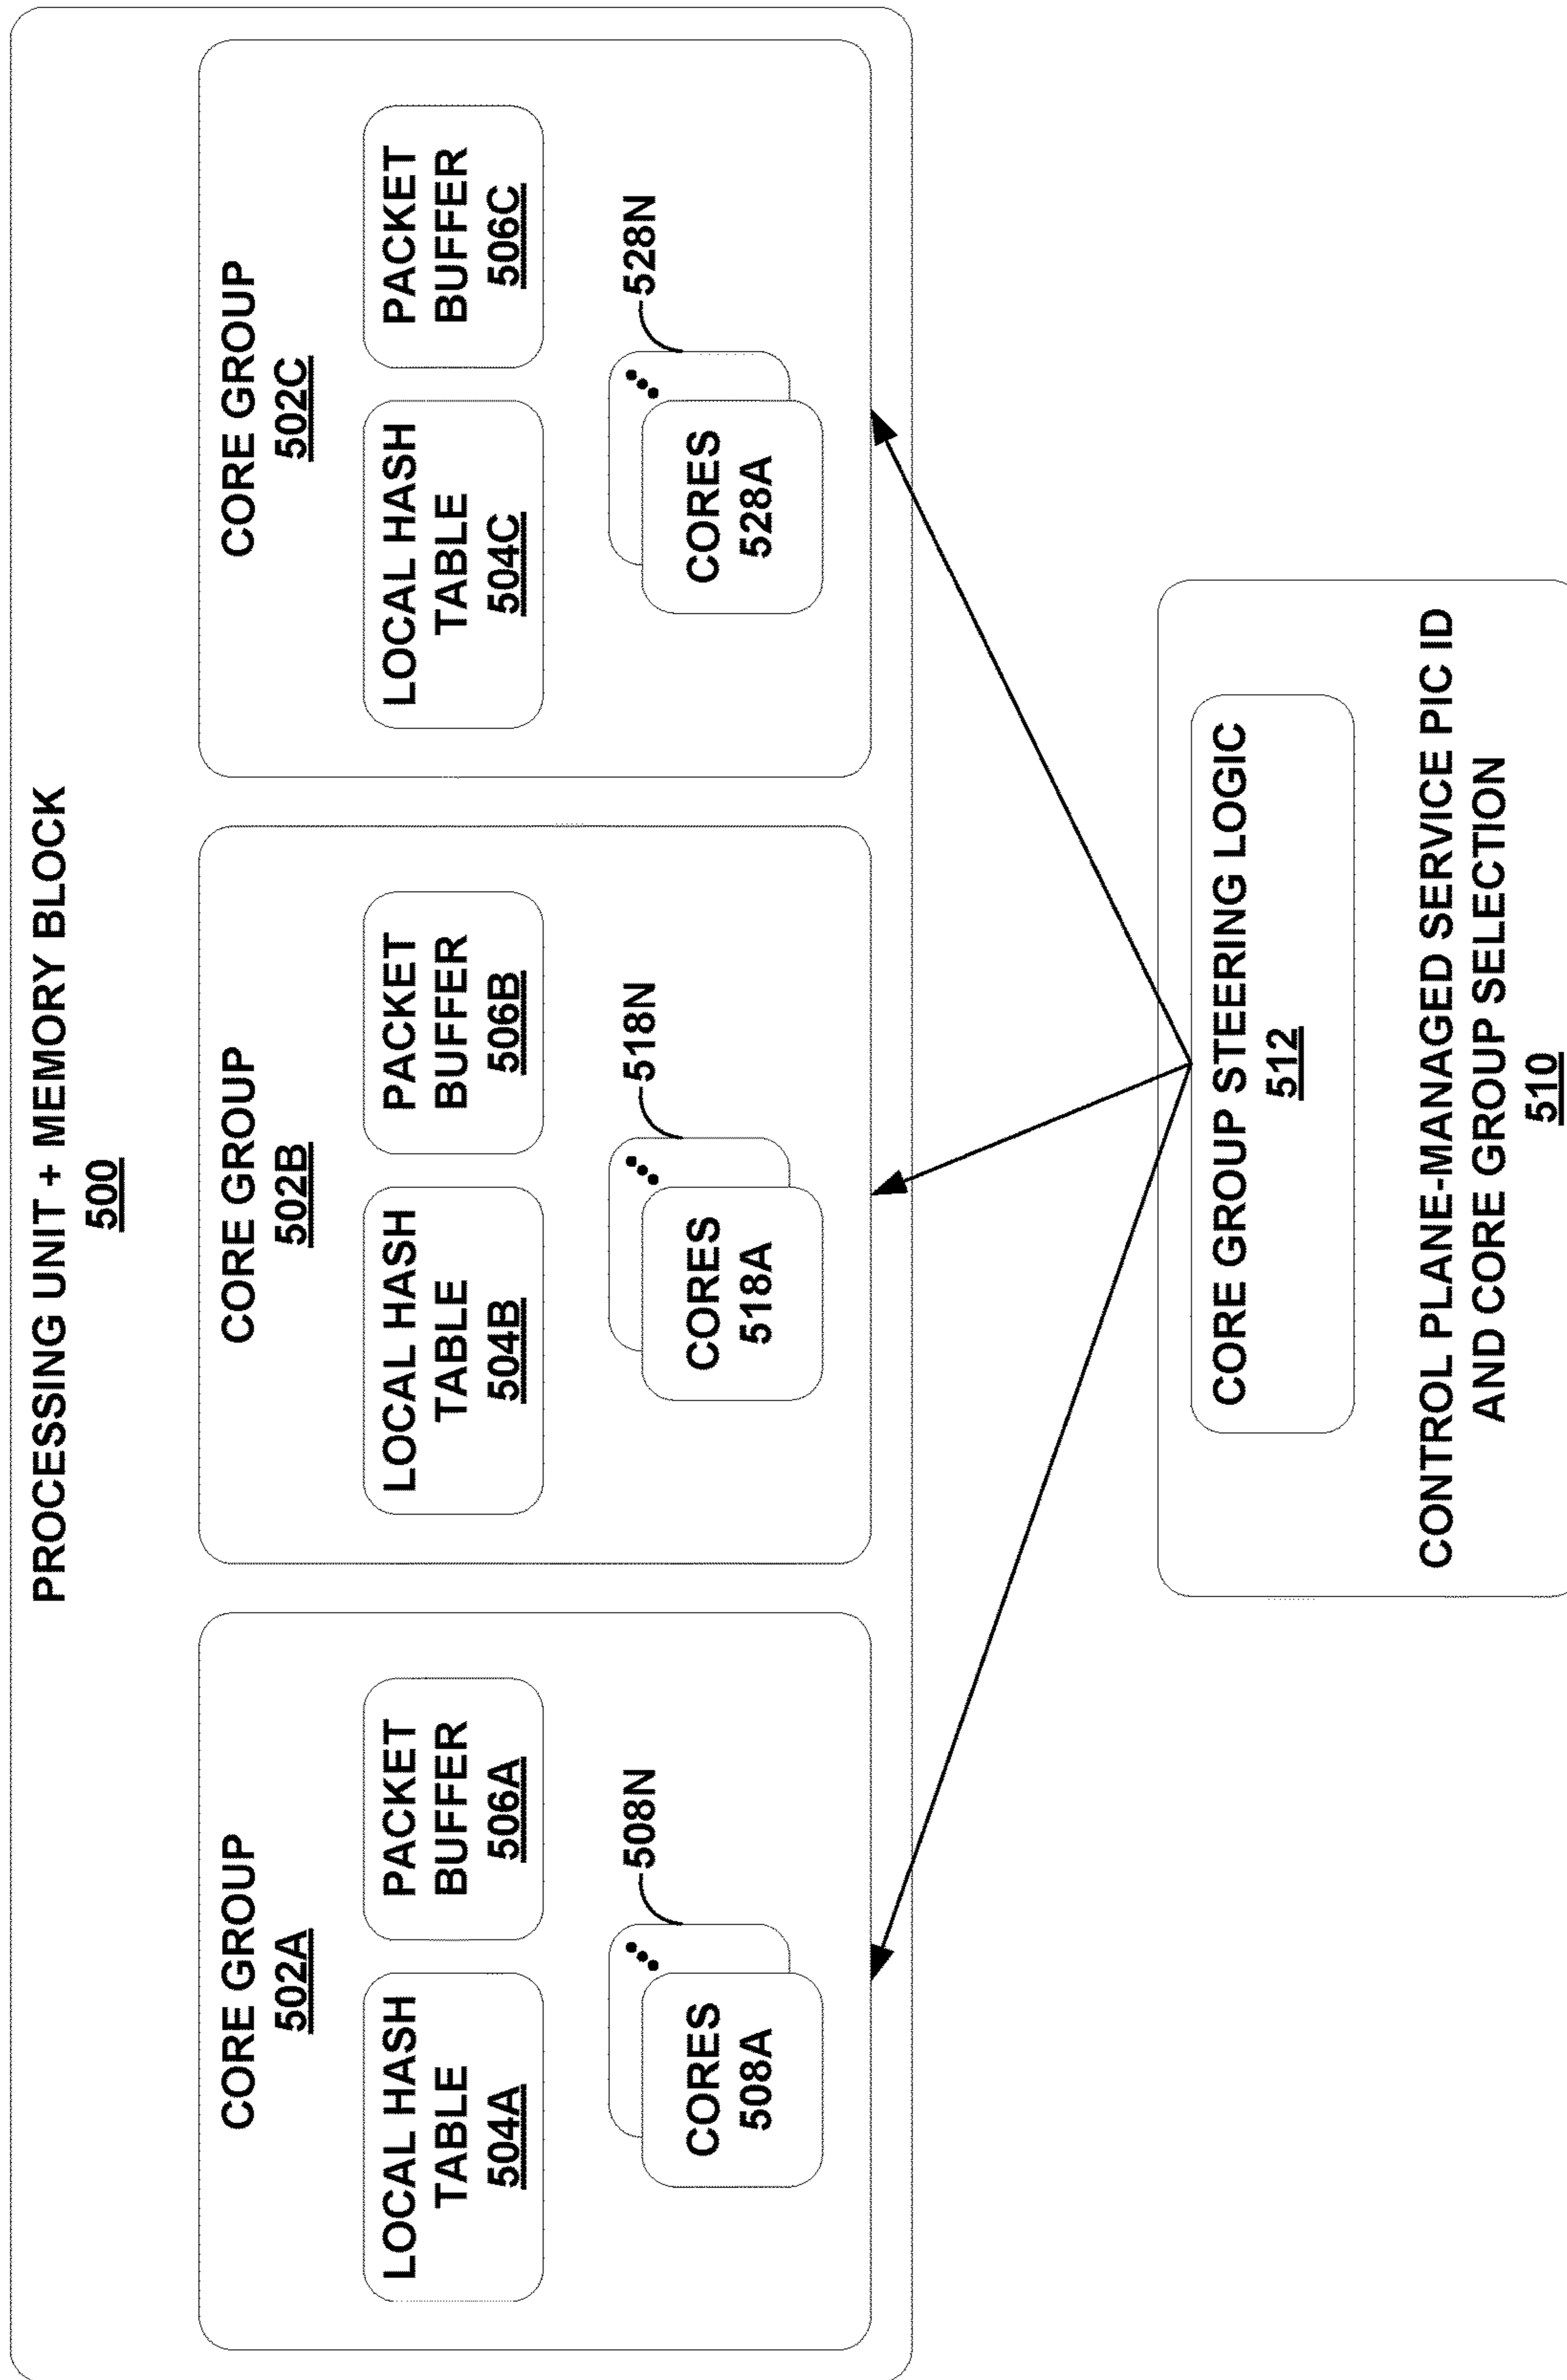 PROCESSING UNIT + MEMORY BLOCK
500
CORE GROUP
502A
LOCAL HASH
TABLE
504A
PACKET
BUFFER
506A
CORES
508A
508N
CORE GROUP
502B
LOCAL HASH
TABLE
504B
PACKET
BUFFER
506B
CORES
518A
518N
CORE GROUP
502C
LOCAL HASH
TABLE
504C
PACKET
BUFFER
506C
CORES
528A
528N
CORE GROUP STEERING LOGIC
512
CONTROL PLANE-MANAGED SERVICE PIC ID
AND CORE GROUP SELECTION
510